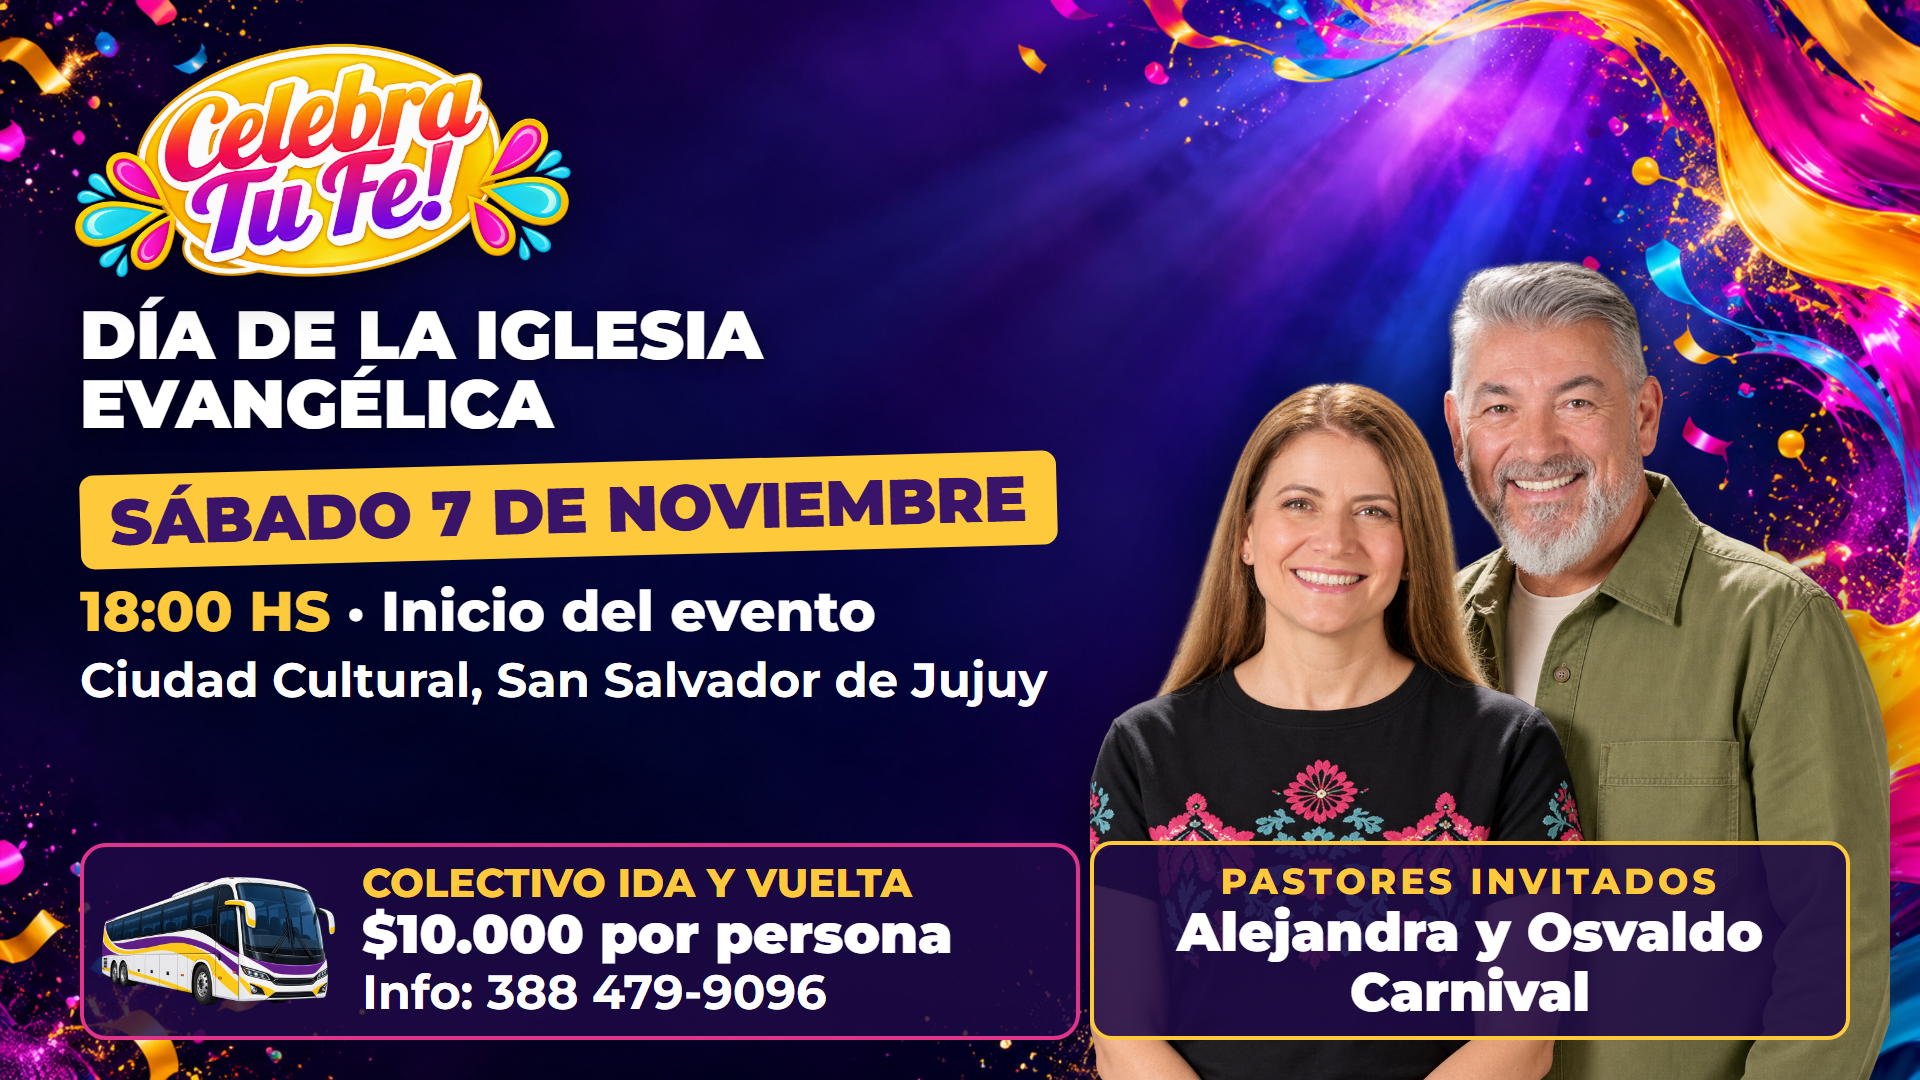 Celebra
Tu Fe!
DÍA DE LA IGLESIA
EVANGÉLICA
SÁBADO 7 DE NOVIEMBRE
18:00 HS • Inicio del evento
Ciudad Cultural, San Salvador de Jujuy
COLECTIVO IDA Y VUELTA
$10.000 por persona
Info: 388 479-9096
PASTORES INVITADOS
Alejandra y Osvaldo
Carnival